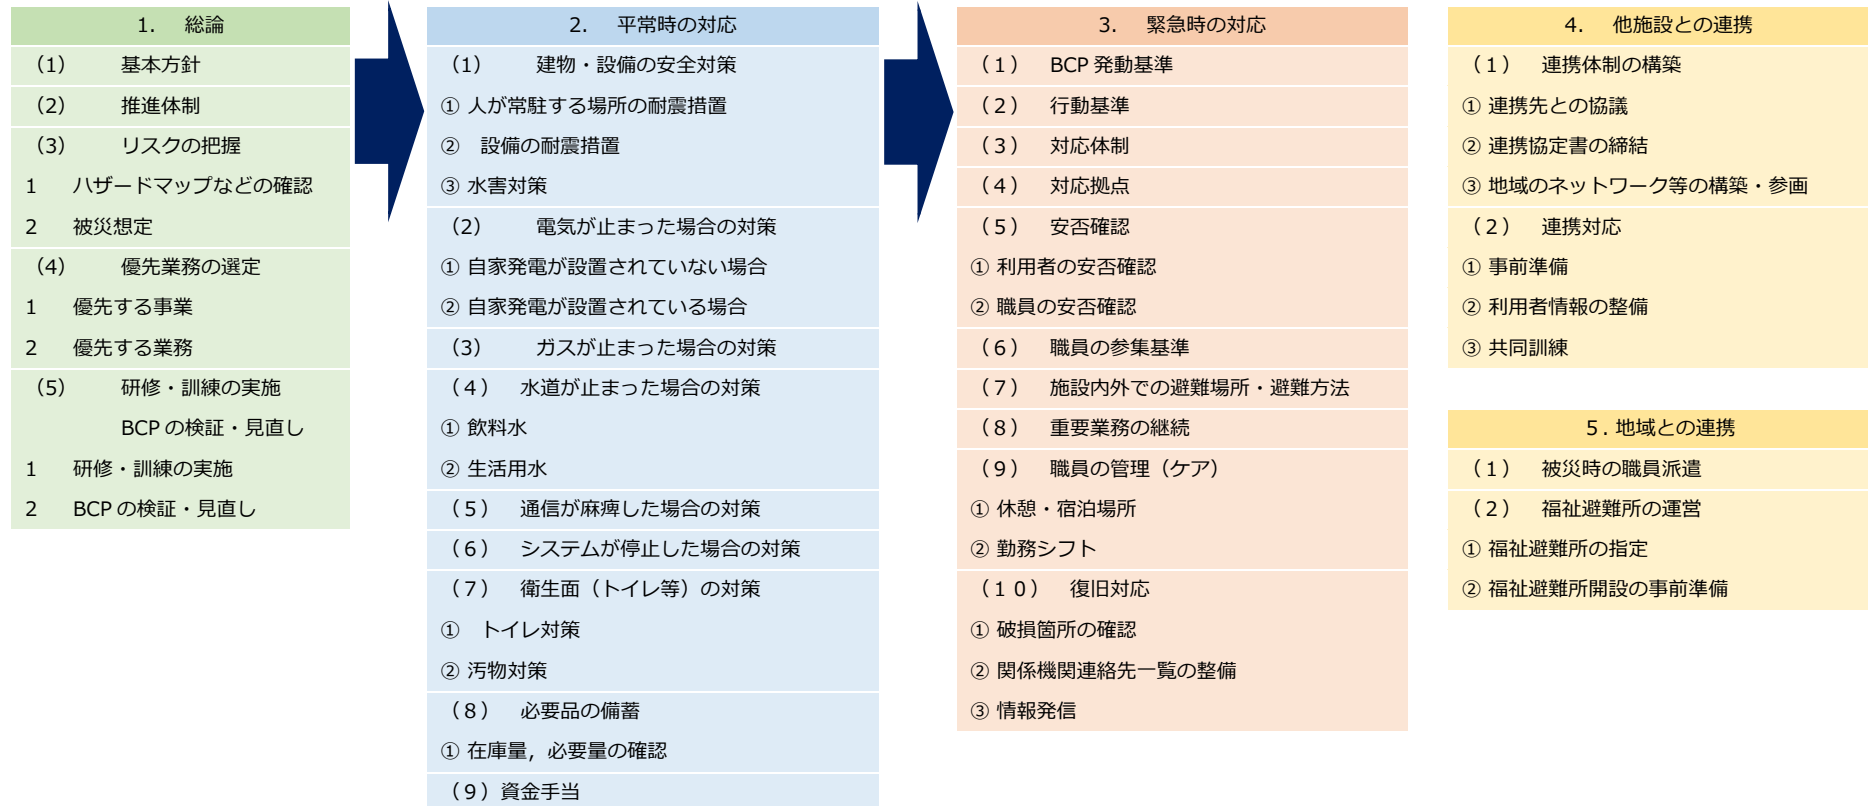 1. 総論
(1) 基本方針
(2) 推進体制
(3) リスクの把握
1 ハザードマップなどの確認
2 被災想定
(4) 優先業務の選定
1 優先する事業
2 優先する業務
(5) 研修・訓練の実施
BCPの検証・見直し
1 研修・訓練の実施
2 BCPの検証・見直し
2. 平常時の対応
(1) 建物・設備の安全対策
① 人が常駐する場所の耐震措置
② 設備の耐震措置
③ 水害対策
(2) 電気が止まった場合の対策
① 自家発電が設置されていない場合
② 自家発電が設置されている場合
(3) ガスが止まった場合の対策
(4) 水道が止まった場合の対策
① 飲料水
② 生活用水
(5) 通信が麻痺した場合の対策
(6) システムが停止した場合の対策
(7) 衛生面（トイレ等）の対策
① トイレ対策
② 汚物対策
(8) 必要品の備蓄
① 在庫量，必要量の確認
(9) 資金手当
3. 緊急時の対応
(1) BCP発動基準
(2) 行動基準
(3) 対応体制
(4) 対応拠点
(5) 安否確認
① 利用者の安否確認
② 職員の安否確認
(6) 職員の参集基準
(7) 施設内外での避難場所・避難方法
(8) 重要業務の継続
(9) 職員の管理（ケア）
① 休憩・宿泊場所
② 勤務シフト
(10) 復旧対応
① 破損箇所の確認
② 関係機関連絡先一覧の整備
③ 情報発信
4. 他施設との連携
(1) 連携体制の構築
① 連携先との協議
② 連携協定書の締結
③ 地域のネットワーク等の構築・参画
(2) 連携対応
① 事前準備
② 利用者情報の整備
③ 共同訓練
5. 地域との連携
(1) 被災時の職員派遣
(2) 福祉避難所の運営
① 福祉避難所の指定
② 福祉避難所開設の事前準備